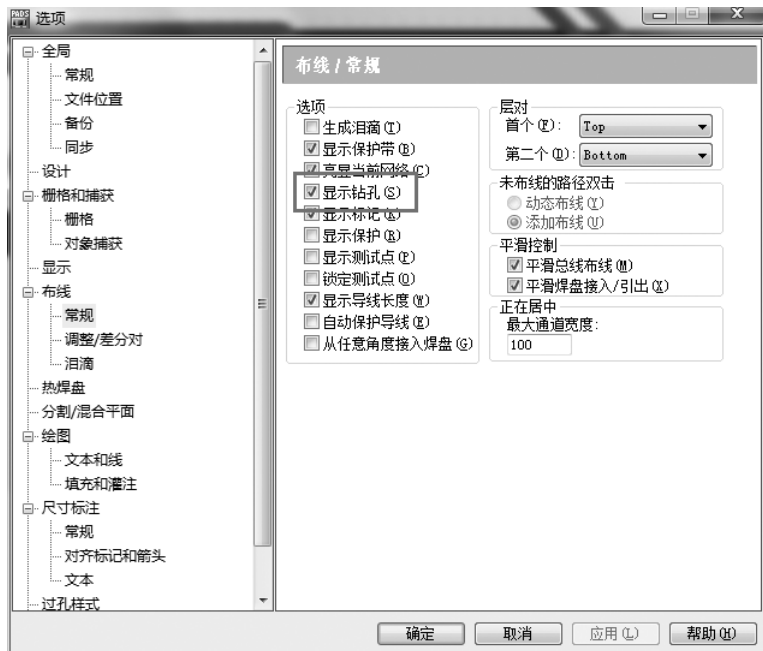 PADS 选项
全局
常规
文件位置
备份
同步
设计
栅格和捕获
栅格
对象捕获
显示
布线
常规
调整/差分对
泪滴
热焊盘
分割/混合平面
绘图
文本和线
填充和灌注
尺寸标注
常规
对齐标记和箭头
文本
过孔样式
布线 / 常规
选项
生成泪滴(T)
显示保护带(B)
亮显当前网络(C)
显示钻孔(S)
显示标记(K)
显示保护(R)
显示测试点(P)
锁定测试点(O)
显示导线长度(W)
自动保护导线(E)
从任意角度接入焊盘(G)
层对
首个(F): Top
第二个(D): Bottom
未布线的路径双击
动态布线(Y)
添加布线(U)
平滑控制
平滑总线布线(M)
平滑焊盘接入/引出(X)
正在居中
最大通道宽度:
100
确定 取消 应用(L) 帮助(H)